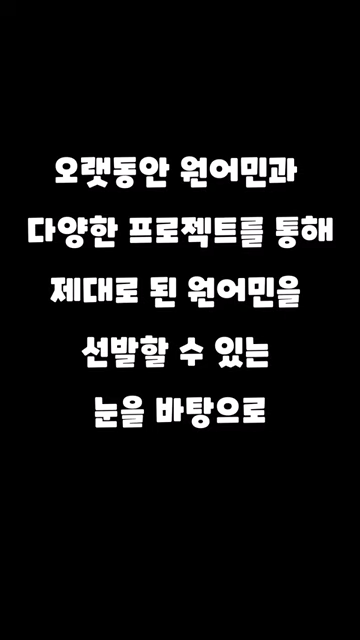 오랫동안 원어민과
다양한 프로젝트를 통해
제대로 된 원어민을
선발할 수 있는
눈을 바탕으로